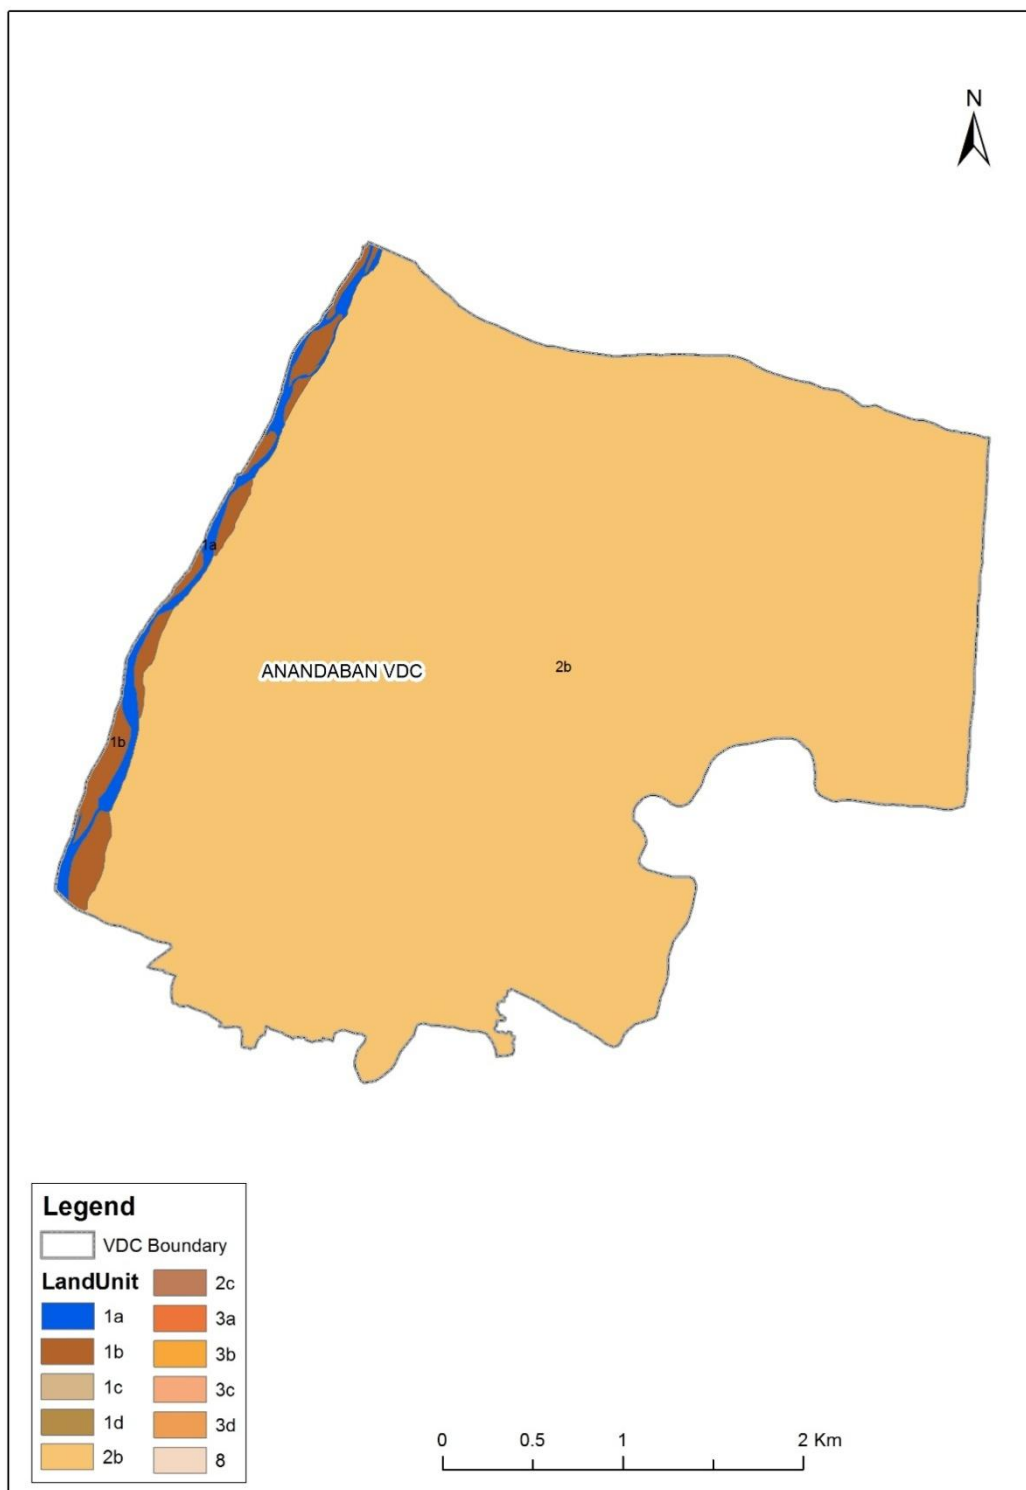 N
1a
ANANDABAN VDC
2b
1b
Legend
VDC Boundary
LandUnit
1a
1b
1c
1d
2b
2c
3a
3b
3c
3d
8
0 0.5 1 2 Km